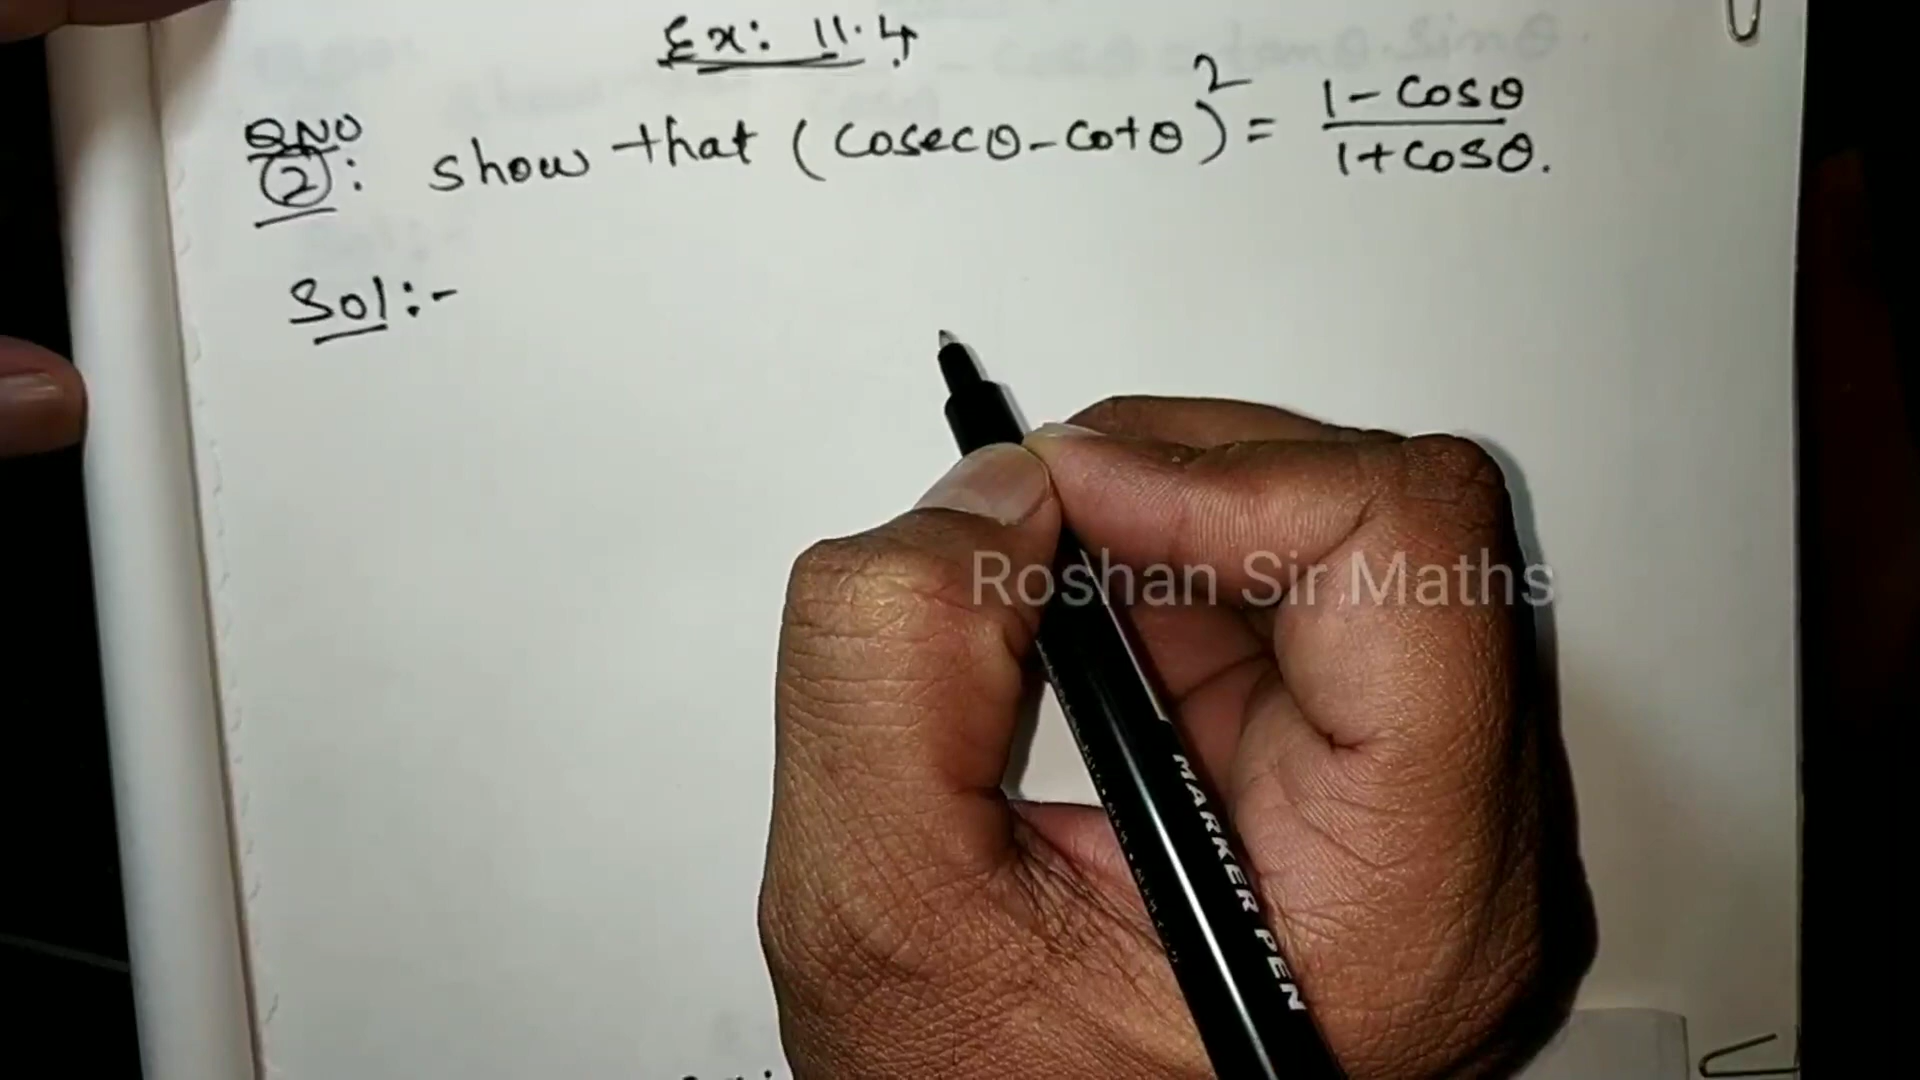 Ex: 11.4
Q NO
②: show that (cosecθ-cotθ)² = 1-cosθ / 1+cosθ.
Sol:-
Roshan Sir Maths
MARKER PEN